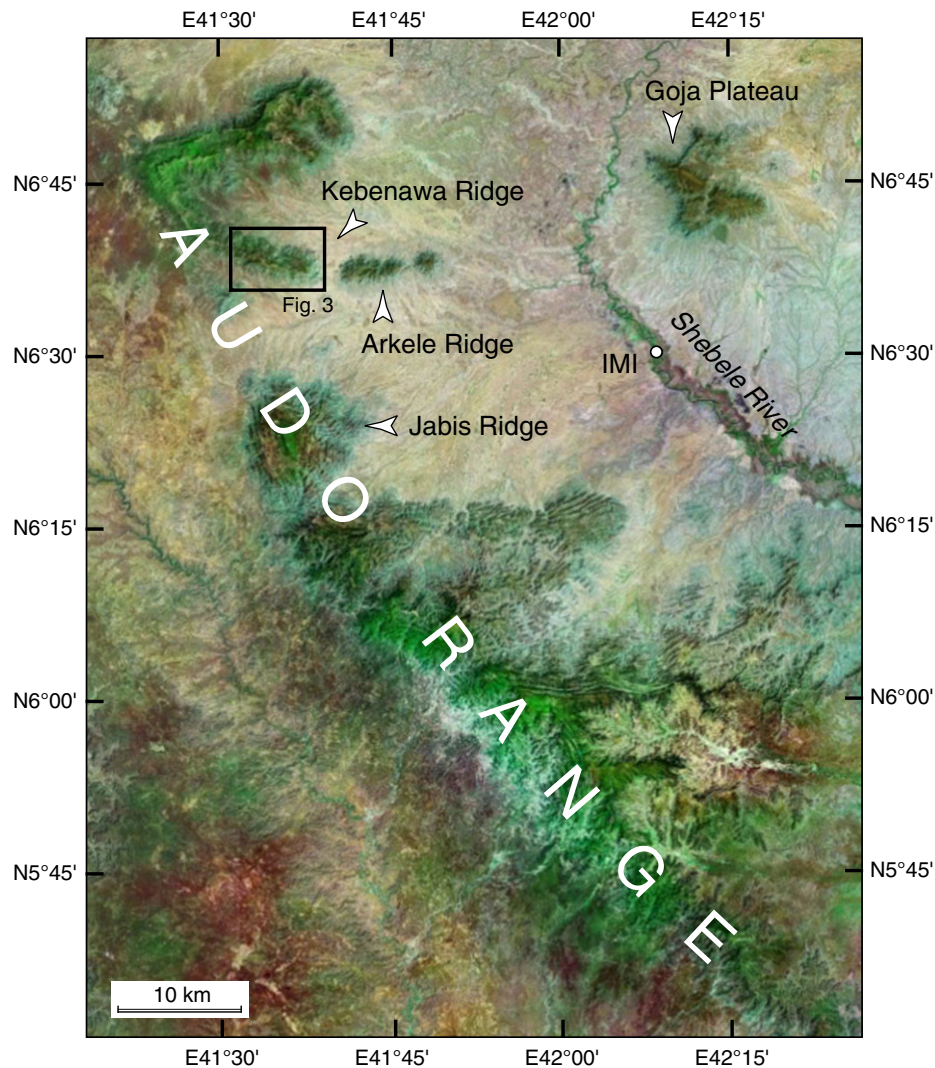 E41°30' E41°45' E42°00' E42°15'
Goja Plateau
N6°45' N6°45'
Kebenawa Ridge
Fig. 3
Arkele Ridge
Shebele River
IMI
N6°30' N6°30'
Jabis Ridge
AUDO RANGE
N6°15' N6°15'
N6°00' N6°00'
N5°45' N5°45'
10 km
E41°30' E41°45' E42°00' E42°15'